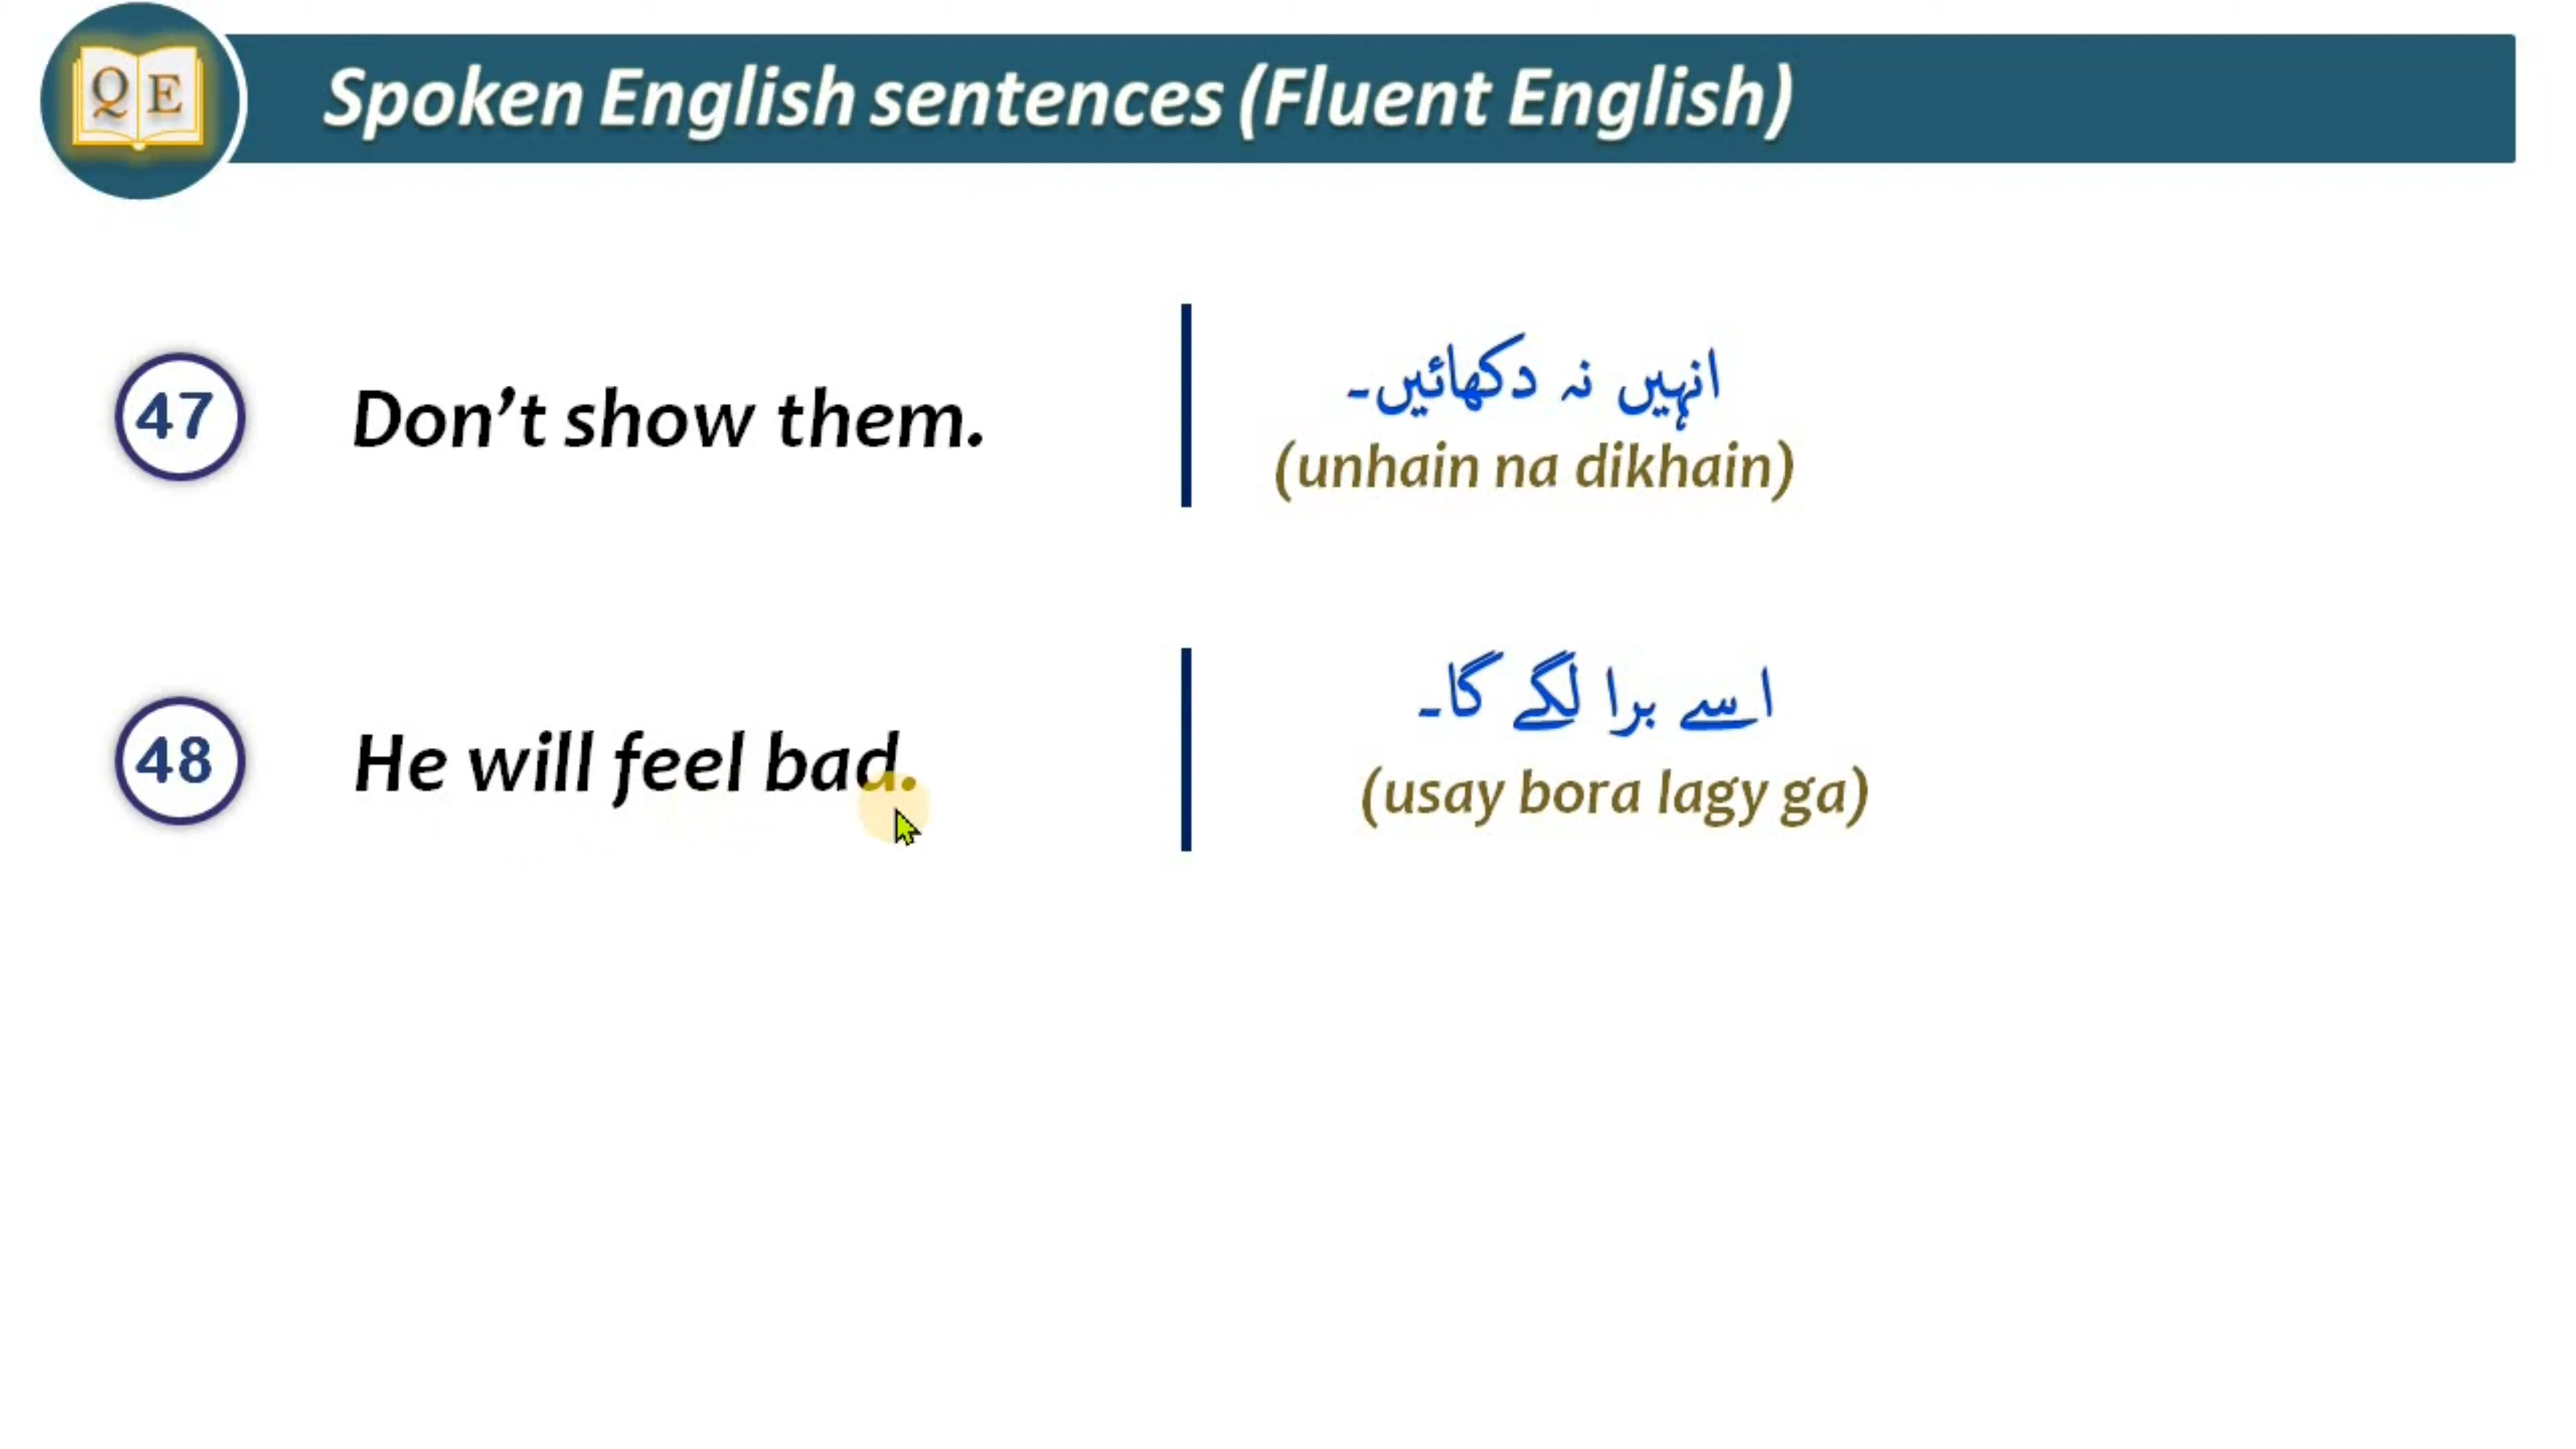 Q E
Spoken English sentences (Fluent English)
47
Don’t show them.
انہیں نہ دکھائیں۔
(unhain na dikhain)
48
He will feel bad.
اسے برا لگے گا۔
(usay bora lagy ga)